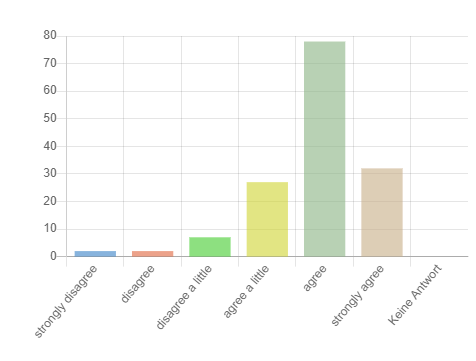 80
70
60
50
40
30
20
10
0
strongly disagree
disagree
disagree a little
agree a little
agree
strongly agree
Keine Antwort